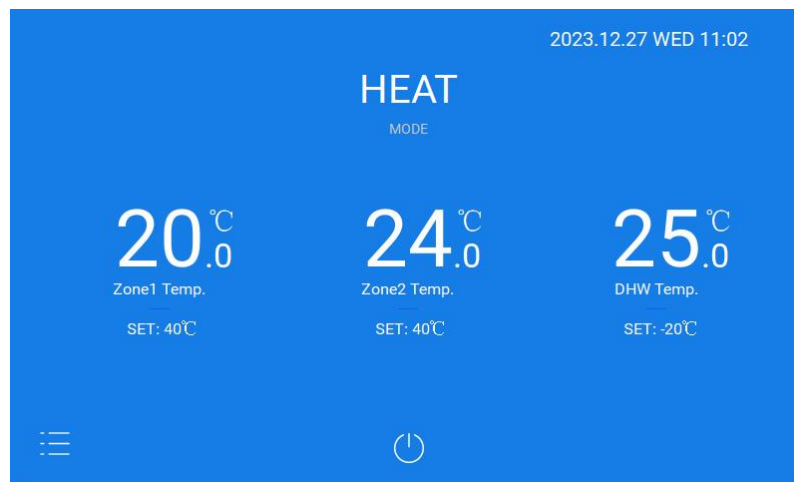 2023.12.27 WED 11:02
HEAT
MODE
20.0℃ 24.0℃ 25.0℃
Zone1 Temp. Zone2 Temp. DHW Temp.
SET: 40℃ SET: 40℃ SET: -20℃